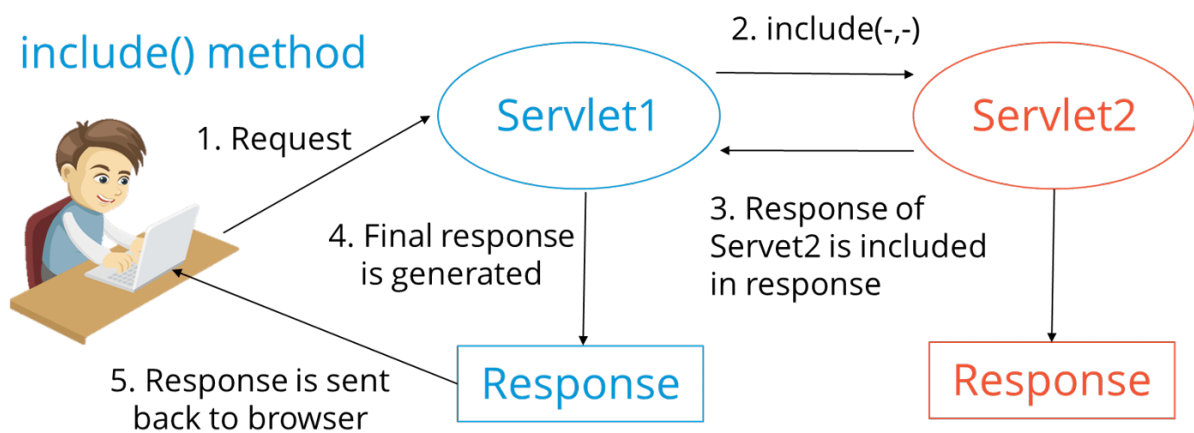 include() method
1. Request
Servlet1
2. include(-,-)
Servlet2
3. Response of
Servet2 is included
in response
4. Final response
is generated
Response
Response
5. Response is sent
back to browser